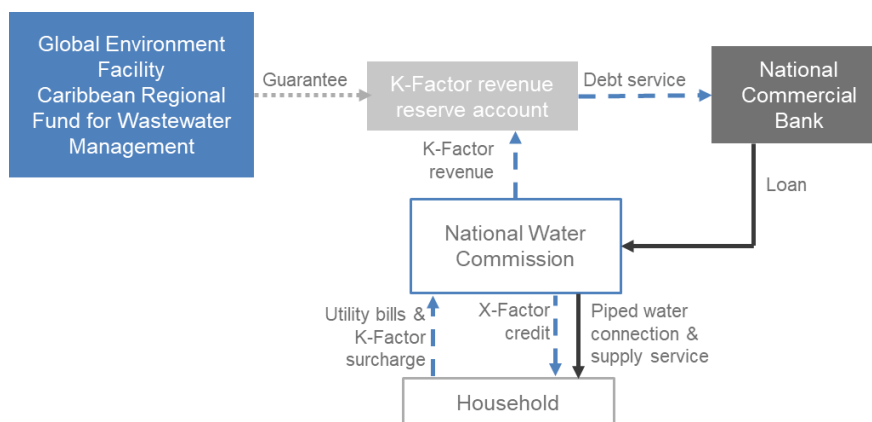 Global Environment
Facility
Caribbean Regional
Fund for Wastewater
Management
Guarantee
K-Factor revenue
reserve account
Debt service
National
Commercial
Bank
K-Factor
revenue
Loan
National Water
Commission
Utility bills &
K-Factor
surcharge
X-Factor
credit
Piped water
connection &
supply service
Household